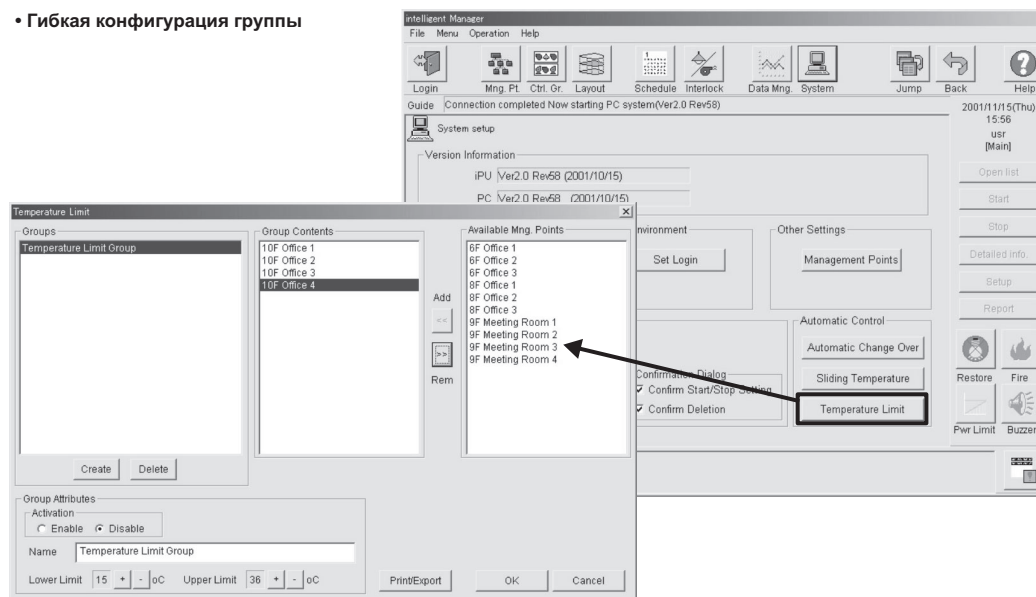 • Гибкая конфигурация группы
intelligent Manager
File Menu Operation Help
Login Mng. Pt. Ctrl. Gr. Layout Schedule Interlock Data Mng. System Jump Back Help
Guide Connection completed Now starting PC system(Ver2.0 Rev58)
2001/11/15(Thu)
15:56
usr
[Main]
System setup
Version Information
iPU Ver2.0 Rev58 (2001/10/15)
PC Ver2.0 Rev58 (2001/10/15)
nvironment
Set Login
Other Settings
Management Points
Automatic Control
Automatic Change Over
Sliding Temperature
Temperature Limit
Confirmation Dialog
Confirm Start/Stop Setting
Confirm Deletion
Open list
Start
Stop
Detailed Info.
Setup
Report
Restore Fire
Pwr Limit Buzzer
Temperature Limit
Groups
Temperature Limit Group
Create Delete
Group Contents
10F Office 1
10F Office 2
10F Office 3
10F Office 4
Add
<<
>>
Rem
Available Mng. Points
6F Office 1
6F Office 2
6F Office 3
8F Office 1
8F Office 2
8F Office 3
9F Meeting Room 1
9F Meeting Room 2
9F Meeting Room 3
9F Meeting Room 4
Group Attributes
Activation
Enable Disable
Name Temperature Limit Group
Lower Limit 15 + - oC Upper Limit 36 + - oC
Print/Export OK Cancel